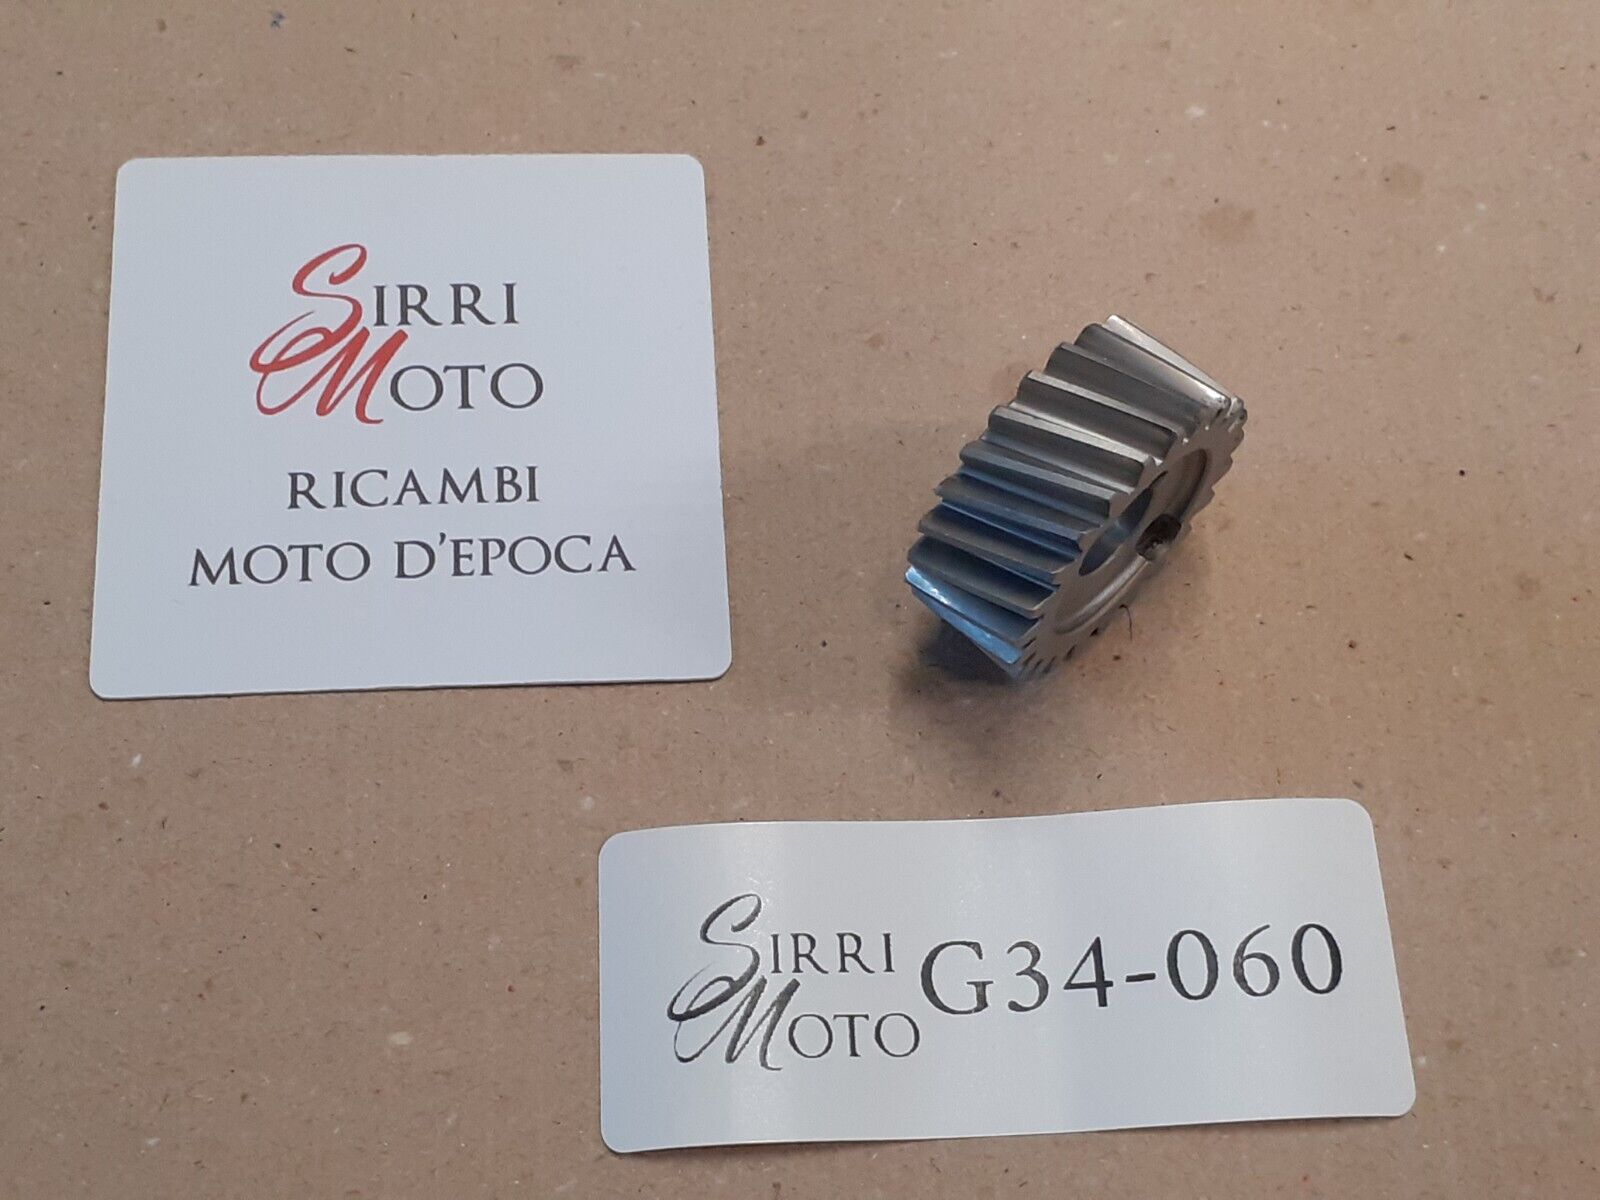 SIRRI
MOTO
RICAMBI
MOTO D'EPOCA
SIRRI
MOTO
G34-060